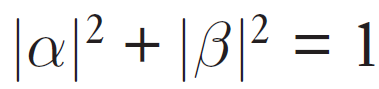 |α|² + |β|² = 1